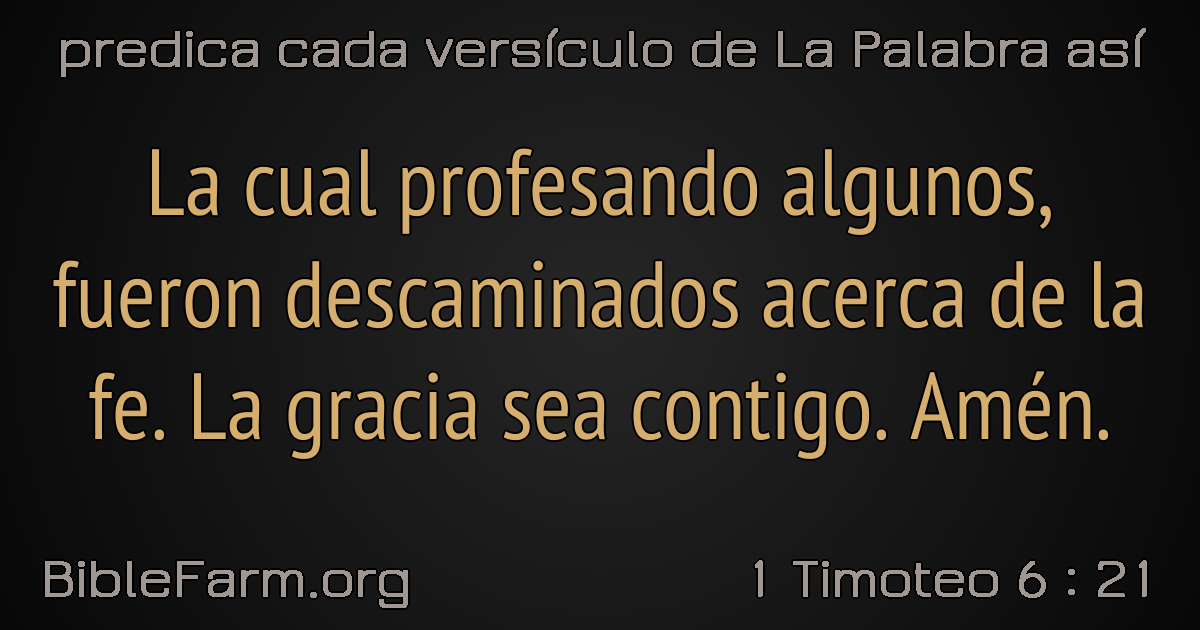 predica cada versículo de La Palabra así
La cual profesando algunos,
fueron descaminados acerca de la
fe. La gracia sea contigo. Amén.
BibleFarm.org
1 Timoteo 6 : 21